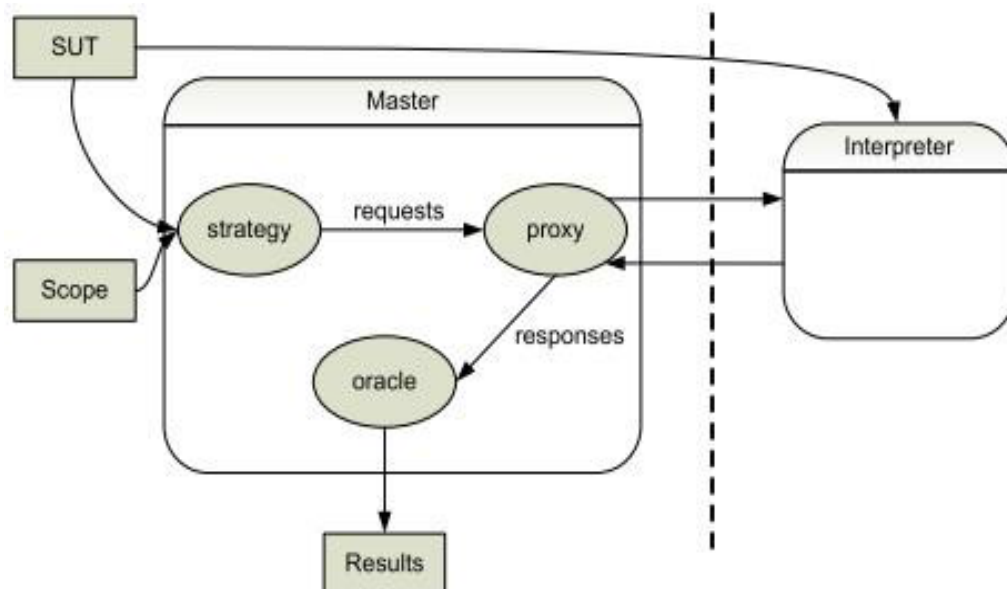 SUT
Master
Interpreter
strategy
requests
proxy
Scope
responses
oracle
Results